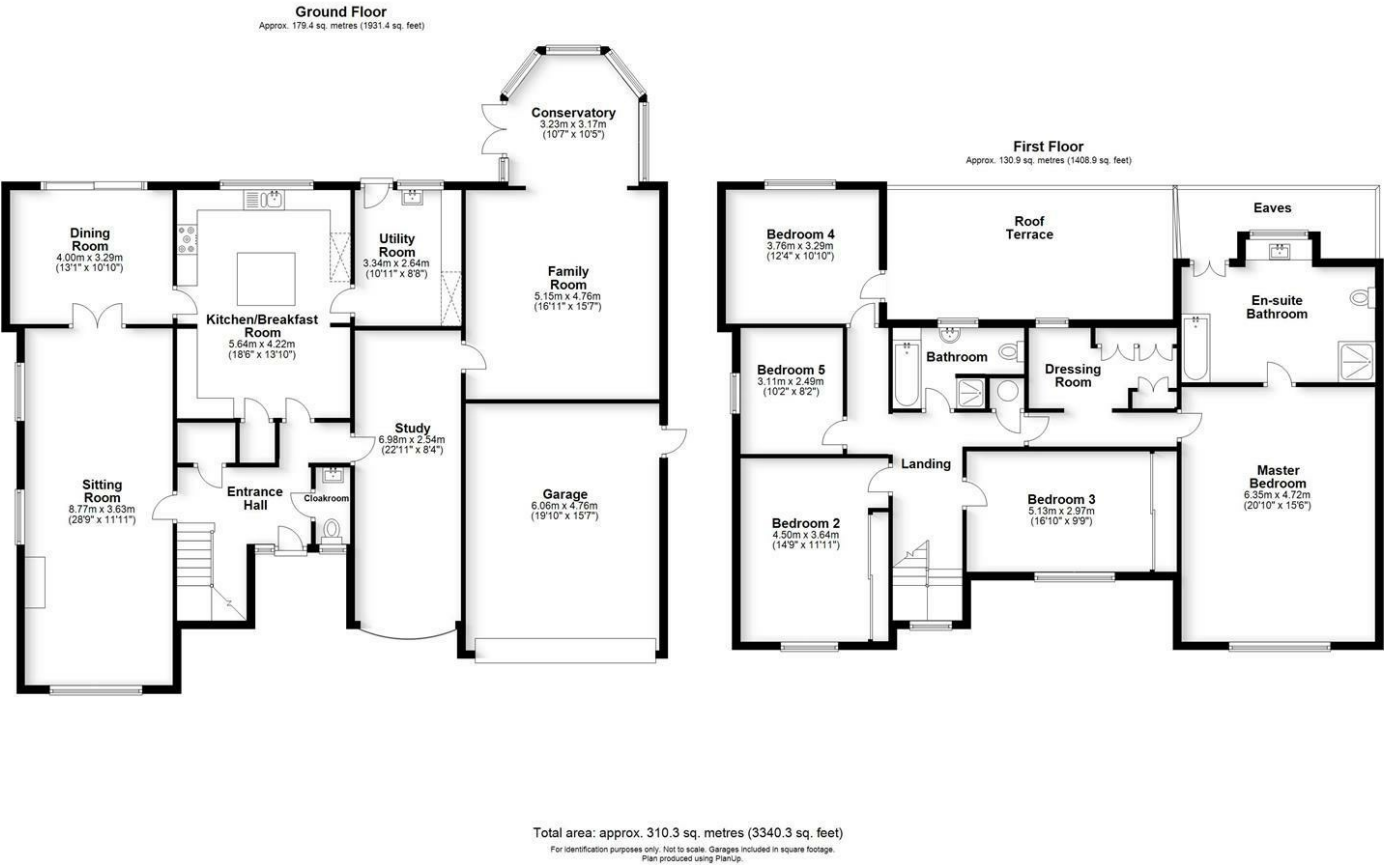 Ground Floor
Approx. 179.4 sq. metres (1931.4 sq. feet)
Conservatory
3.23m x 3.17m
(10'7" x 10'5")
Dining
Room
4.00m x 3.29m
(13'1" x 10'10")
Utility
Room
3.34m x 2.64m
(10'11" x 8'8")
Family
Room
5.15m x 4.76m
(16'11" x 15'7")
Kitchen/Breakfast
Room
5.64m x 4.22m
(18'6" x 13'10")
Study
6.98m x 2.54m
(22'11" x 8'4")
Sitting
Room
8.77m x 3.63m
(28'9" x 11'11")
Entrance
Hall
Cloakroom
Garage
6.06m x 4.76m
(19'10" x 15'7")
First Floor
Approx. 130.9 sq. metres (1408.9 sq. feet)
Bedroom 4
3.76m x 3.29m
(12'4" x 10'10")
Roof
Terrace
Eaves
En-suite
Bathroom
Bathroom
Bedroom 5
3.11m x 2.49m
(10'2" x 8'2")
Dressing
Room
Landing
Master
Bedroom
6.35m x 4.72m
(20'10" x 15'6")
Bedroom 3
5.13m x 2.97m
(16'10" x 9'9")
Bedroom 2
4.50m x 3.64m
(14'9" x 11'11")
Total area: approx. 310.3 sq. metres (3340.3 sq. feet)
For identification purposes only. Not to scale. Garages included in square footage.
Plan produced using PlanUp.